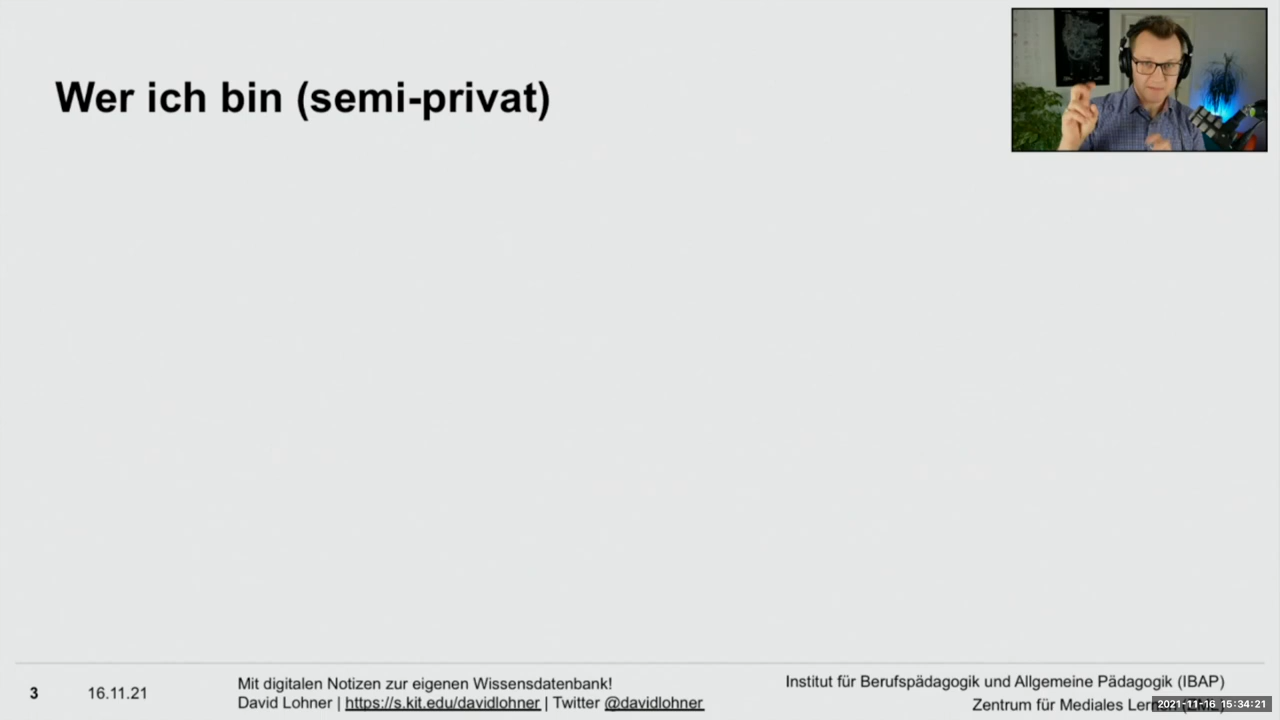 Wer ich bin (semi-privat)
3
16.11.21
Mit digitalen Notizen zur eigenen Wissensdatenbank!
David Lohner | https://s.kit.edu/davidlohner | Twitter @davidlohner
Institut für Berufspädagogik und Allgemeine Pädagogik (IBAP)
Zentrum für Mediales
2021-11-16 15:34:21